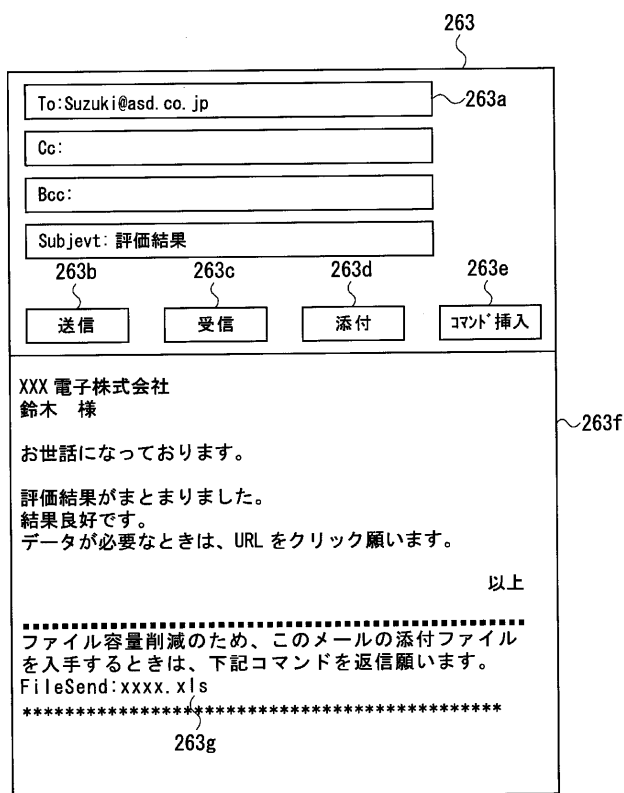 263
To:Suzuki@asd.co.jp
263a
Cc:
Bcc:
Subjevt: 評価結果
263b 263c 263d 263e
送信 受信 添付 コマンド挿入
XXX 電子株式会社
鈴木 様
263f
お世話になっております。
評価結果がまとまりました。
結果良好です。
データが必要なときは、URL をクリック願います。
以上
ファイル容量削減のため、このメールの添付ファイル
を入手するときは、下記コマンドを返信願います。
FileSend:xxxx.xls
*********************************************
263g